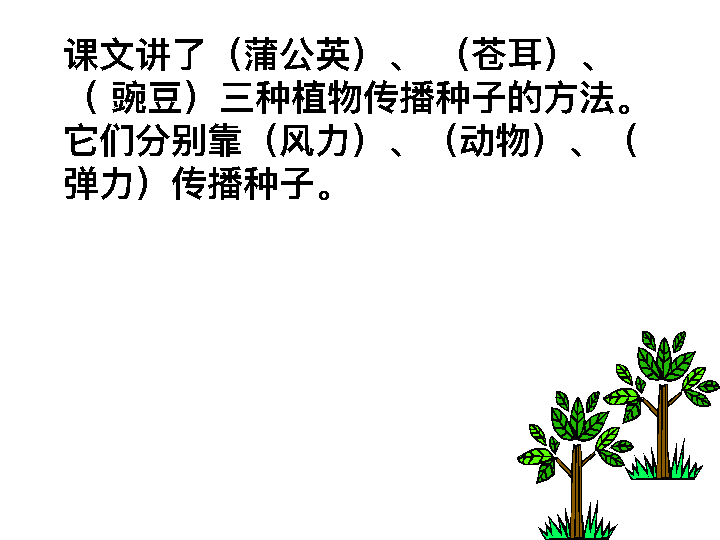 课文讲了（蒲公英）、 （苍耳）、
（ 豌豆）三种植物传播种子的方法。
它们分别靠（风力）、（动物）、（
弹力）传播种子。